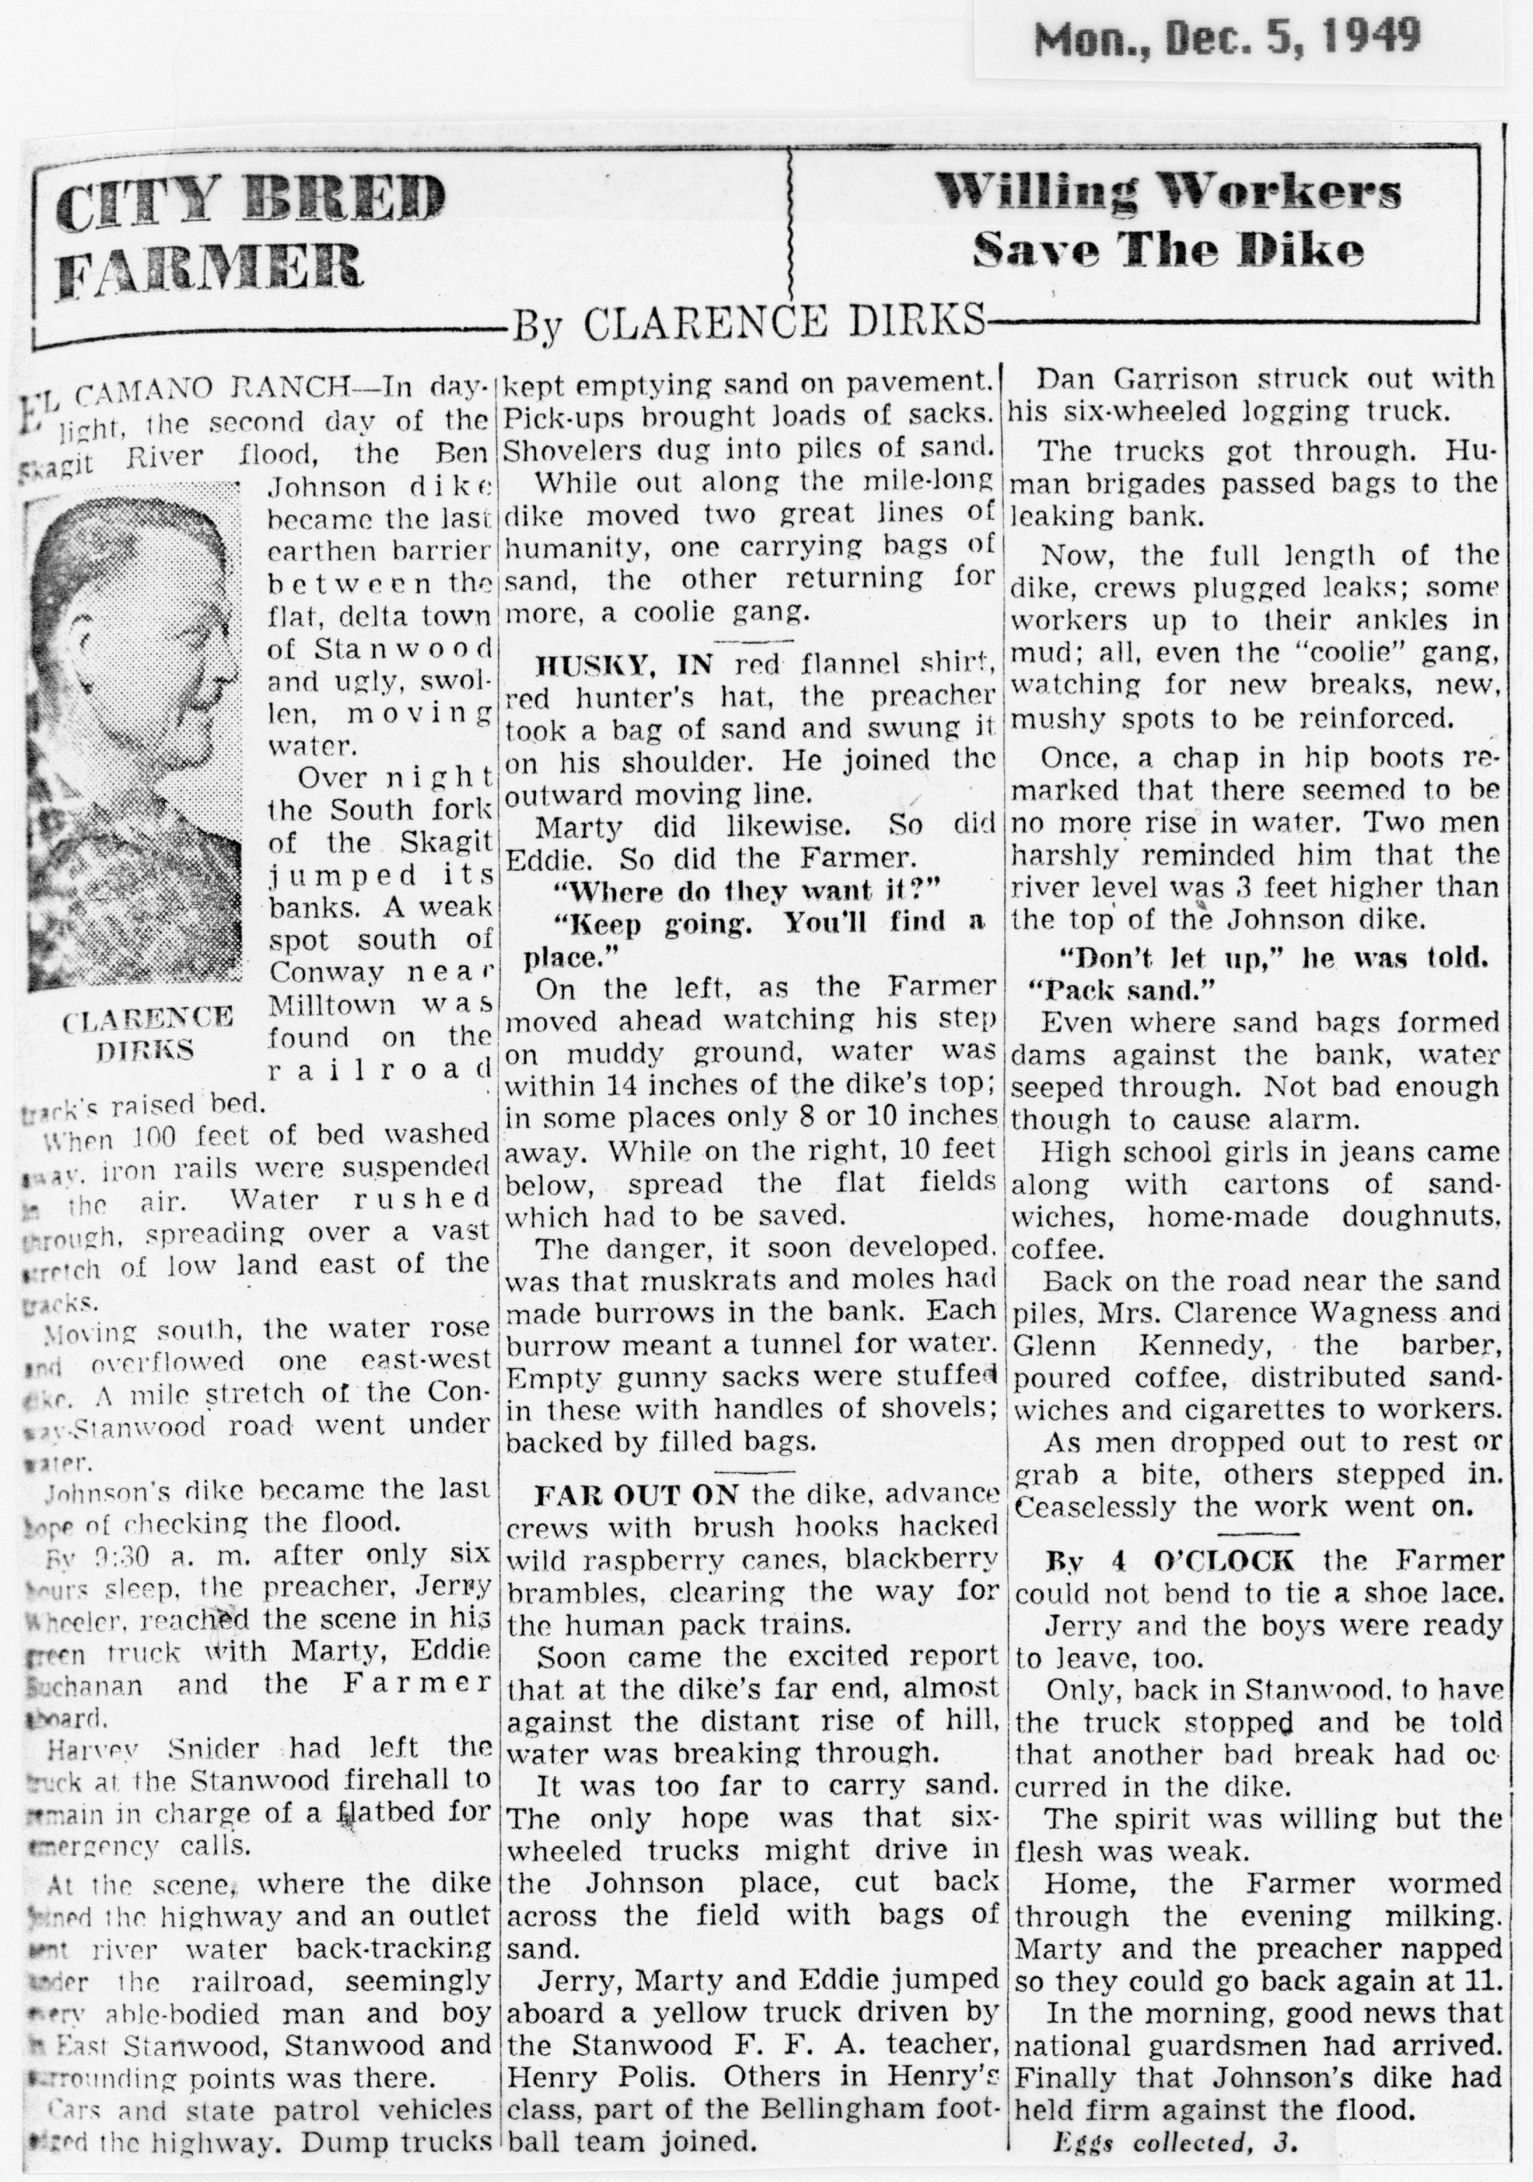 Mon., Dec. 5, 1949
CITY BRED
FARMER
Willing Workers
Save The Dike
By CLARENCE DIRKS
EL CAMANO RANCH—In day-
light, the second day of the
Skagit River flood, the Ben
Johnson dike
became the last
earthen barrier
between the
flat, delta town
of Stanwood
and ugly, swol-
len, moving
water.
Over night
the South fork
of the Skagit
jumped its
banks. A weak
spot south of
Conway near
Milltown was
found on the
railroad
CLARENCE
DIRKS
track's raised bed.
When 100 feet of bed washed
away, iron rails were suspended
in the air. Water rushed
through, spreading over a vast
stretch of low land east of the
tracks.
Moving south, the water rose
and overflowed one east-west
dike. A mile stretch of the Con-
way-Stanwood road went under
water.
Johnson's dike became the last
hope of checking the flood.
By 9:30 a. m. after only six
hours sleep, the preacher, Jerry
Wheeler, reached the scene in his
green truck with Marty, Eddie
Buchanan and the Farmer
aboard.
Harvey Snider had left the
truck at the Stanwood firehall to
remain in charge of a flatbed for
emergency calls.
At the scene, where the dike
joined the highway and an outlet
sent river water back-tracking
under the railroad, seemingly
every able-bodied man and boy
in East Stanwood, Stanwood and
surrounding points was there.
Cars and state patrol vehicles
edged the highway. Dump trucks
kept emptying sand on pavement.
Pick-ups brought loads of sacks.
Shovelers dug into piles of sand.
While out along the mile-long
dike moved two great lines of
humanity, one carrying bags of
sand, the other returning for
more, a coolie gang.
HUSKY, IN red flannel shirt,
red hunter's hat, the preacher
took a bag of sand and swung it
on his shoulder. He joined the
outward moving line.
Marty did likewise. So did
Eddie. So did the Farmer.
"Where do they want it?"
"Keep going. You'll find a
place."
On the left, as the Farmer
moved ahead watching his step
on muddy ground, water was
within 14 inches of the dike's top;
in some places only 8 or 10 inches
away. While on the right, 10 feet
below, spread the flat fields
which had to be saved.
The danger, it soon developed,
was that muskrats and moles had
made burrows in the bank. Each
burrow meant a tunnel for water.
Empty gunny sacks were stuffed
in these with handles of shovels;
backed by filled bags.
FAR OUT ON the dike, advance
crews with brush hooks hacked
wild raspberry canes, blackberry
brambles, clearing the way for
the human pack trains.
Soon came the excited report
that at the dike's far end, almost
against the distant rise of hill,
water was breaking through.
It was too far to carry sand.
The only hope was that six-
wheeled trucks might drive in
the Johnson place, cut back
across the field with bags of
sand.
Jerry, Marty and Eddie jumped
aboard a yellow truck driven by
the Stanwood F. F. A. teacher,
Henry Polis. Others in Henry's
class, part of the Bellingham foot-
ball team joined.
Dan Garrison struck out with
his six-wheeled logging truck.
The trucks got through. Hu-
man brigades passed bags to the
leaking bank.
Now, the full length of the
dike, crews plugged leaks; some
workers up to their ankles in
mud; all, even the "coolie" gang,
watching for new breaks, new,
mushy spots to be reinforced.
Once, a chap in hip boots re-
marked that there seemed to be
no more rise in water. Two men
harshly reminded him that the
river level was 3 feet higher than
the top of the Johnson dike.
"Don't let up," he was told.
"Pack sand."
Even where sand bags formed
dams against the bank, water
seeped through. Not bad enough
though to cause alarm.
High school girls in jeans came
along with cartons of sand-
wiches, home-made doughnuts,
coffee.
Back on the road near the sand
piles, Mrs. Clarence Wagness and
Glenn Kennedy, the barber,
poured coffee, distributed sand-
wiches and cigarettes to workers.
As men dropped out to rest or
grab a bite, others stepped in.
Ceaselessly the work went on.
By 4 O'CLOCK the Farmer
could not bend to tie a shoe lace.
Jerry and the boys were ready
to leave, too.
Only, back in Stanwood, to have
the truck stopped and be told
that another bad break had oc-
curred in the dike.
The spirit was willing but the
flesh was weak.
Home, the Farmer wormed
through the evening milking.
Marty and the preacher napped
so they could go back again at 11.
In the morning, good news that
national guardsmen had arrived.
Finally that Johnson's dike had
held firm against the flood.
Eggs collected, 3.